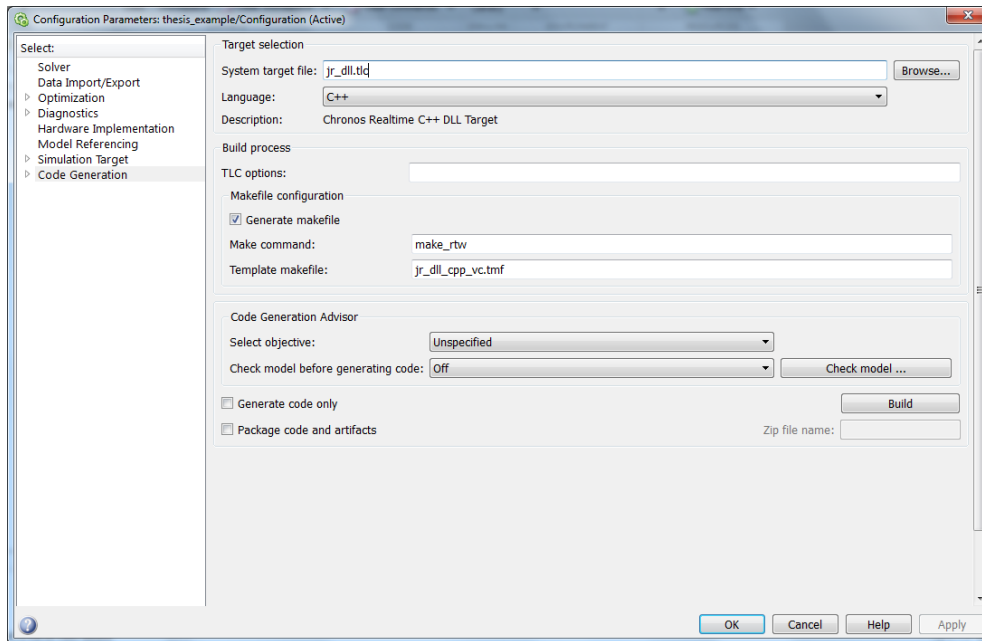 Configuration Parameters: thesis_example/Configuration (Active)
Select:
Solver
Data Import/Export
Optimization
Diagnostics
Hardware Implementation
Model Referencing
Simulation Target
Code Generation
Target selection
System target file: jr_dll.tlc Browse...
Language: C++
Description: Chronos Realtime C++ DLL Target
Build process
TLC options:
Makefile configuration
Generate makefile
Make command: make_rtw
Template makefile: jr_dll_cpp_vc.tmf
Code Generation Advisor
Select objective: Unspecified
Check model before generating code: Off Check model ...
Generate code only Build
Package code and artifacts Zip file name:
OK Cancel Help Apply